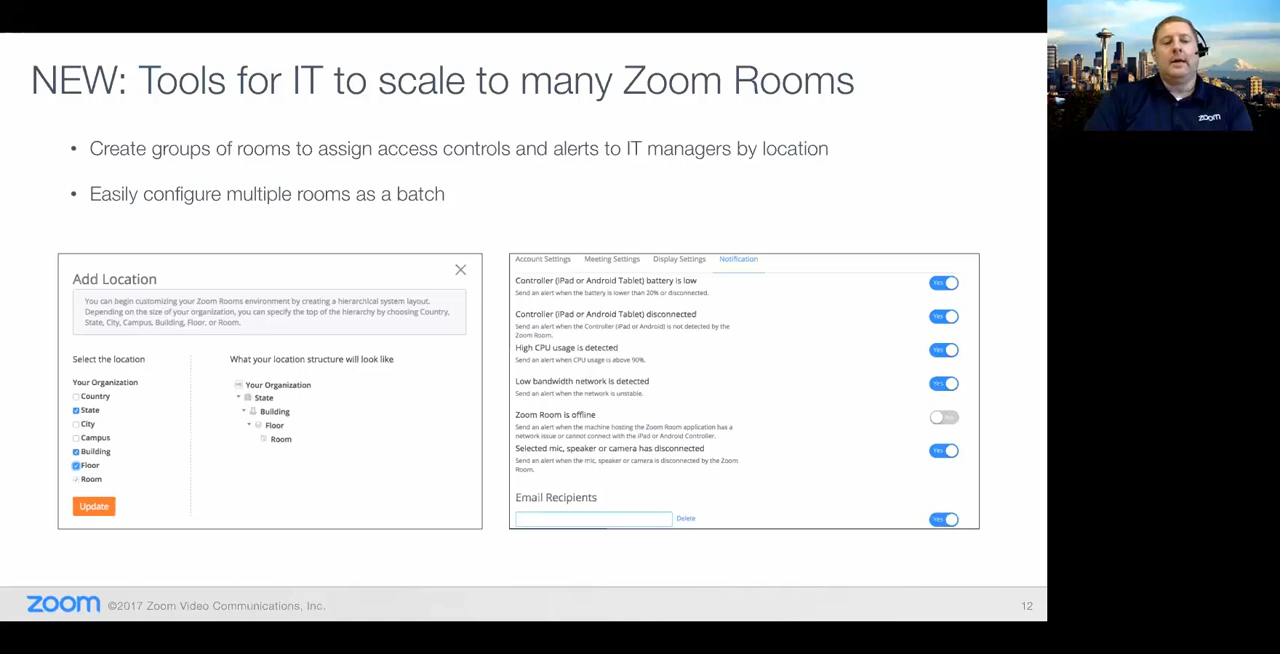 NEW: Tools for IT to scale to many Zoom Rooms
• Create groups of rooms to assign access controls and alerts to IT managers by location
• Easily configure multiple rooms as a batch
Add Location
You can begin customizing your Zoom Rooms environment by creating a hierarchical system layout.
Depending on the size of your organization, you can specify the top of the hierarchy by choosing Country,
State, City, Campus, Building, Floor, or Room.
Select the location
What your location structure will look like
Your Organization
Country
State
City
Campus
Building
Floor
Room
Update
Your Organization
State
Building
Floor
Room
Account Settings Meeting Settings Display Settings Notification
Controller (iPad or Android Tablet) battery is low
Yes
Send an alert when the battery is lower than 20% or disconnected.
Controller (iPad or Android Tablet) disconnected
Yes
Send an alert when the Controller (iPad or Android) is not detected by the
Zoom Room.
High CPU usage is detected
Yes
Send an alert when CPU usage is above 90%.
Low bandwidth network is detected
Yes
Send an alert when the network is unstable.
Zoom Room is offline
No
Send an alert when the machine hosting the Zoom Room application has a
network issue or cannot connect with the iPad or Android Controller.
Selected mic, speaker or camera has disconnected
Yes
Send an alert when the mic, speaker or camera is disconnected by the Zoom
Room.
Email Recipients
Delete
Yes
zoom ©2017 Zoom Video Communications, Inc.
12
zoom